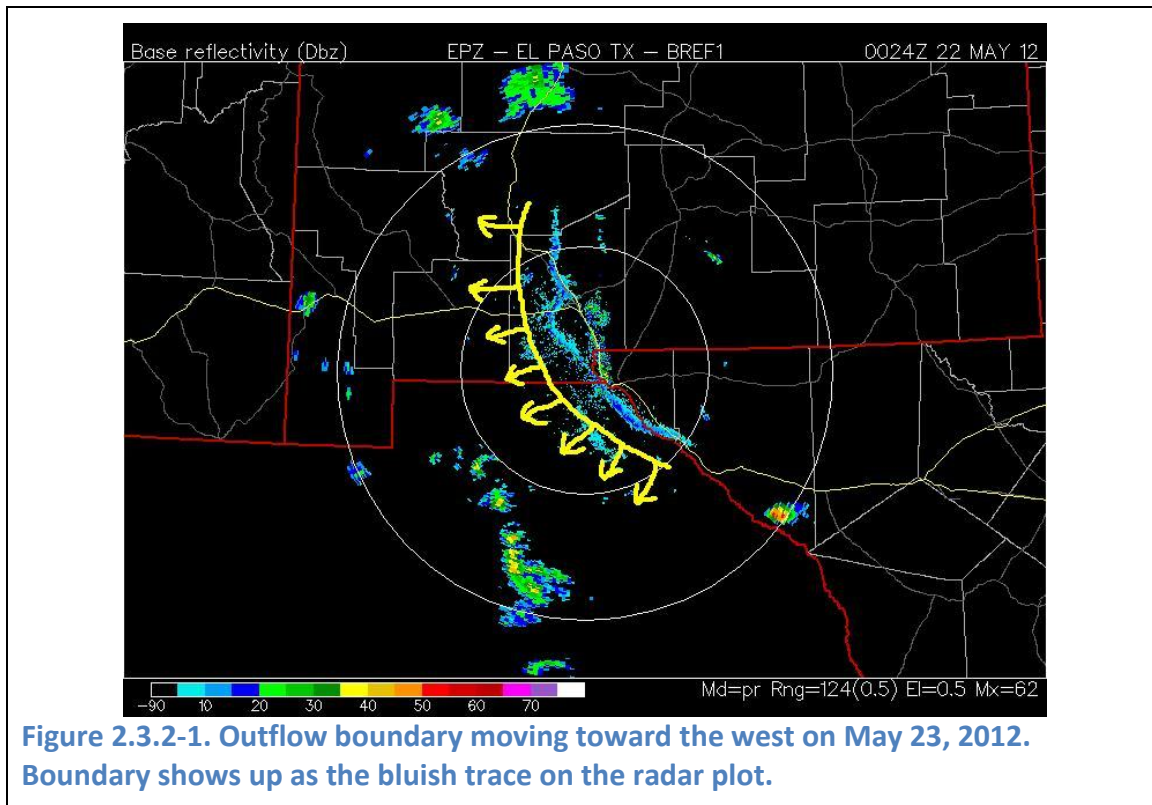 Base reflectivity (Dbz) EPZ – EL PASO TX – BREF1 0024Z 22 MAY 12
Md=pr Rng=124(0.5) El=0.5 Mx=62
-90 10 20 30 40 50 60 70
Figure 2.3.2-1. Outflow boundary moving toward the west on May 23, 2012.
Boundary shows up as the bluish trace on the radar plot.